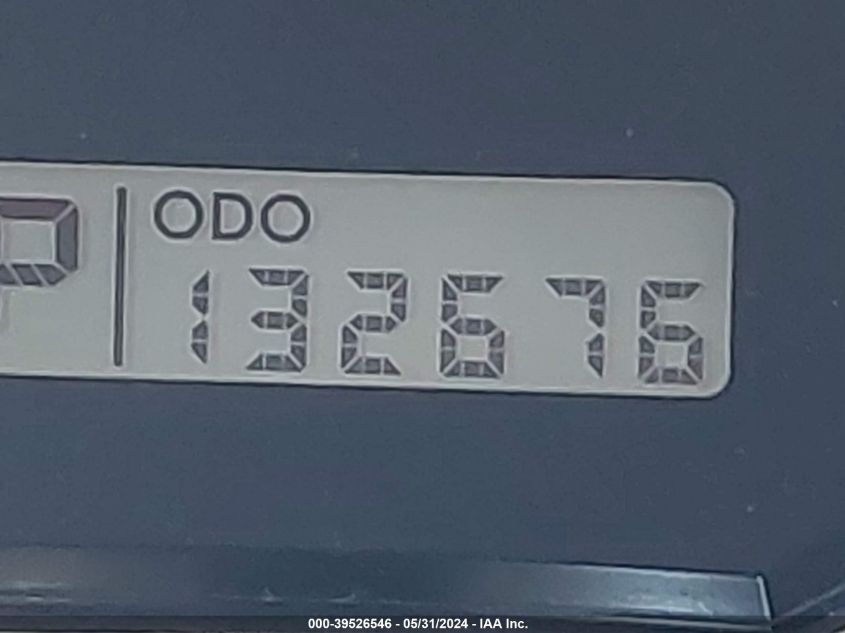 ODO
P
132676
000-39526546 - 05/31/2024 - IAA Inc.